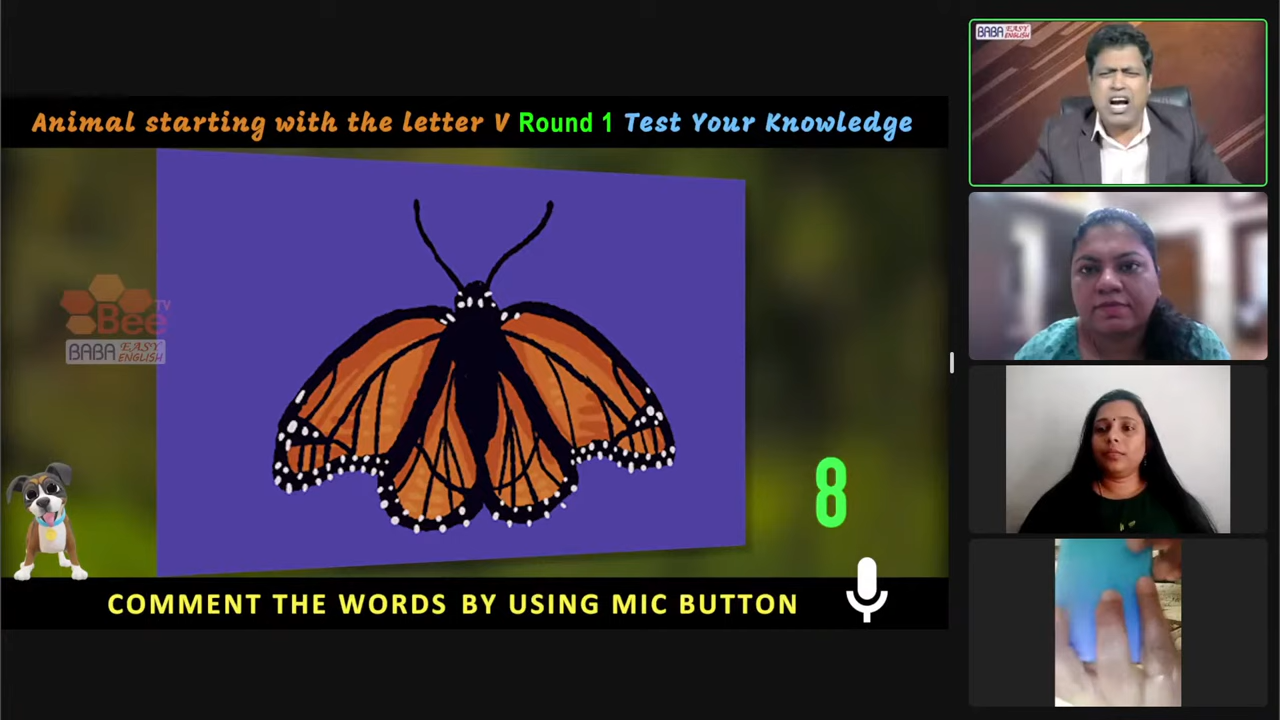 Animal starting with the letter V Round 1 Test Your Knowledge
Bee TV
BABA EASY ENGLISH
8
COMMENT THE WORDS BY USING MIC BUTTON
BABA EASY ENGLISH